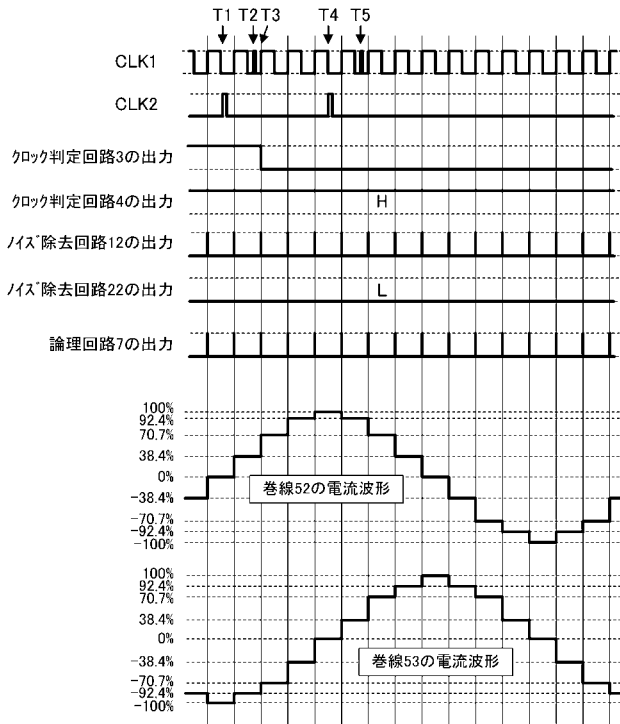 T1 T2 T3 T4 T5
CLK1
CLK2
クロック判定回路3の出力
クロック判定回路4の出力
H
ノイズ除去回路12の出力
ノイズ除去回路22の出力
L
論理回路7の出力
100%
92.4%
70.7%
38.4%
0%
-38.4%
-70.7%
-92.4%
-100%
巻線52の電流波形
100%
92.4%
70.7%
38.4%
0%
-38.4%
-70.7%
-92.4%
-100%
巻線53の電流波形